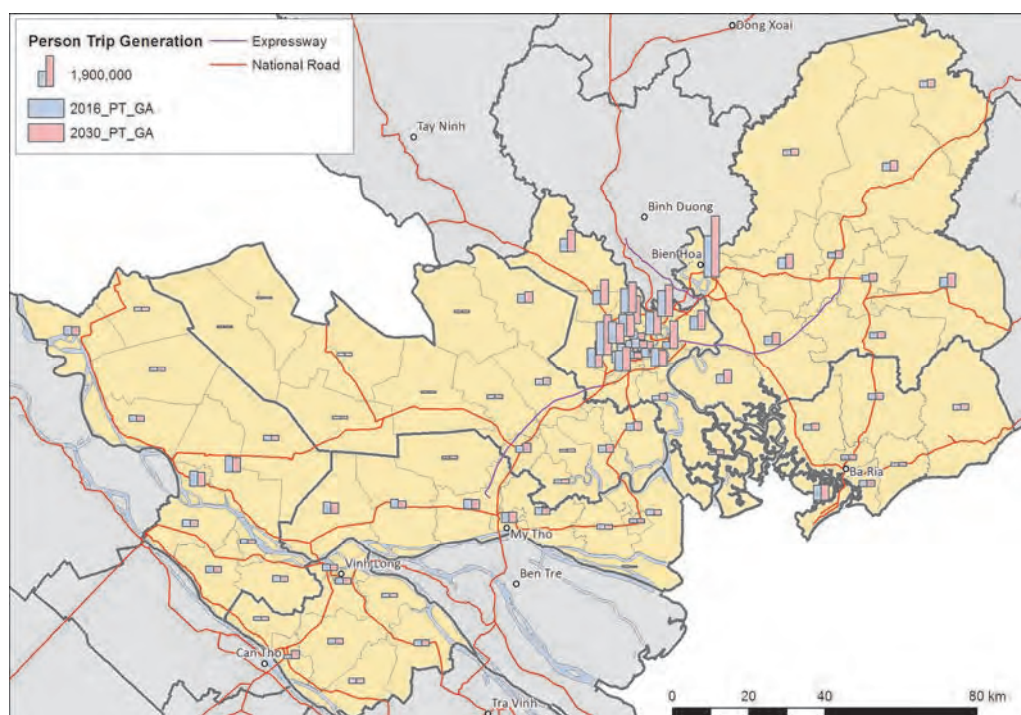 Person Trip Generation
1,900,000
2016_PT_GA
2030_PT_GA
Expressway
National Road
Dong Xoai
Tay Ninh
Binh Duong
Bien Hoa
Ba Ria
My Tho
Vinh Long
Ben Tre
Can Tho
Tra Vinh
0 20 40 80 km